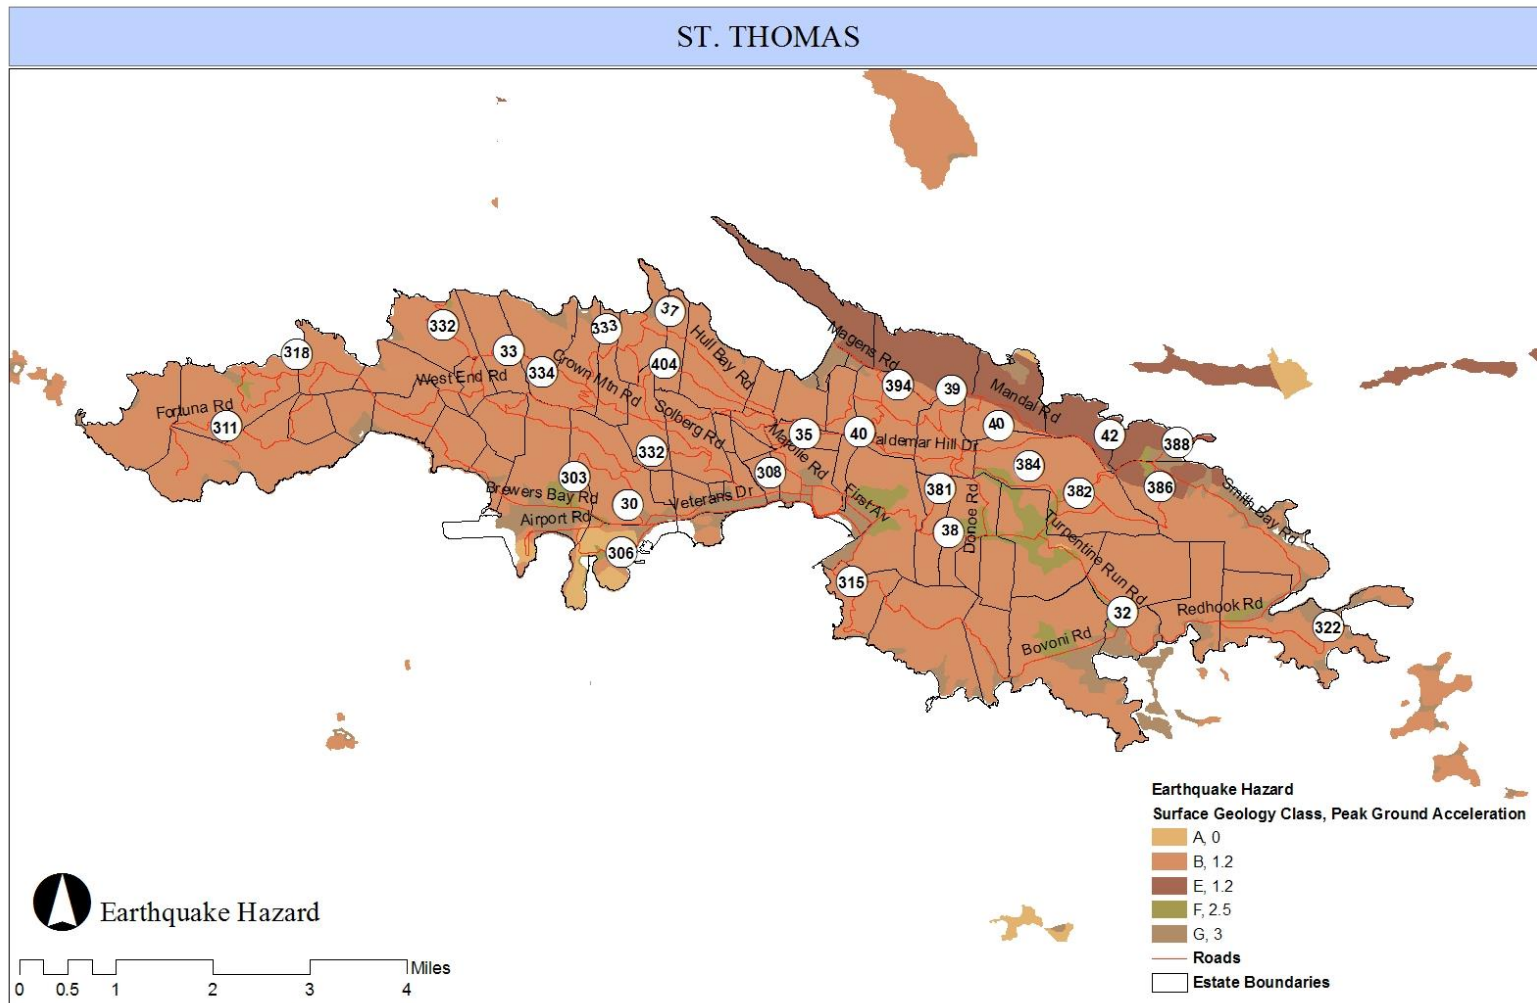 ST. THOMAS
37
332
333
318
33
404
334
Hull Bay Rd
Magens Rd
West End Rd
Crown Mtn Rd
394
39
Mandal Rd
Fortuna Rd
311
Solberg Rd
35
40
40
42
388
Mafolle Rd
aldemar Hill Dr
332
308
384
303
381
382
386
Brewers Bay Rd
30
Veterans Dr
First Av
Smith Bay Rd
Airport Rd
38
Donoe Rd
Turpentine Run Rd
306
315
32
Redhook Rd
322
Bovoni Rd
Earthquake Hazard
Surface Geology Class, Peak Ground Acceleration
A, 0
B, 1.2
E, 1.2
F, 2.5
G, 3
Roads
Estate Boundaries
Earthquake Hazard
Miles
0 0.5 1 2 3 4